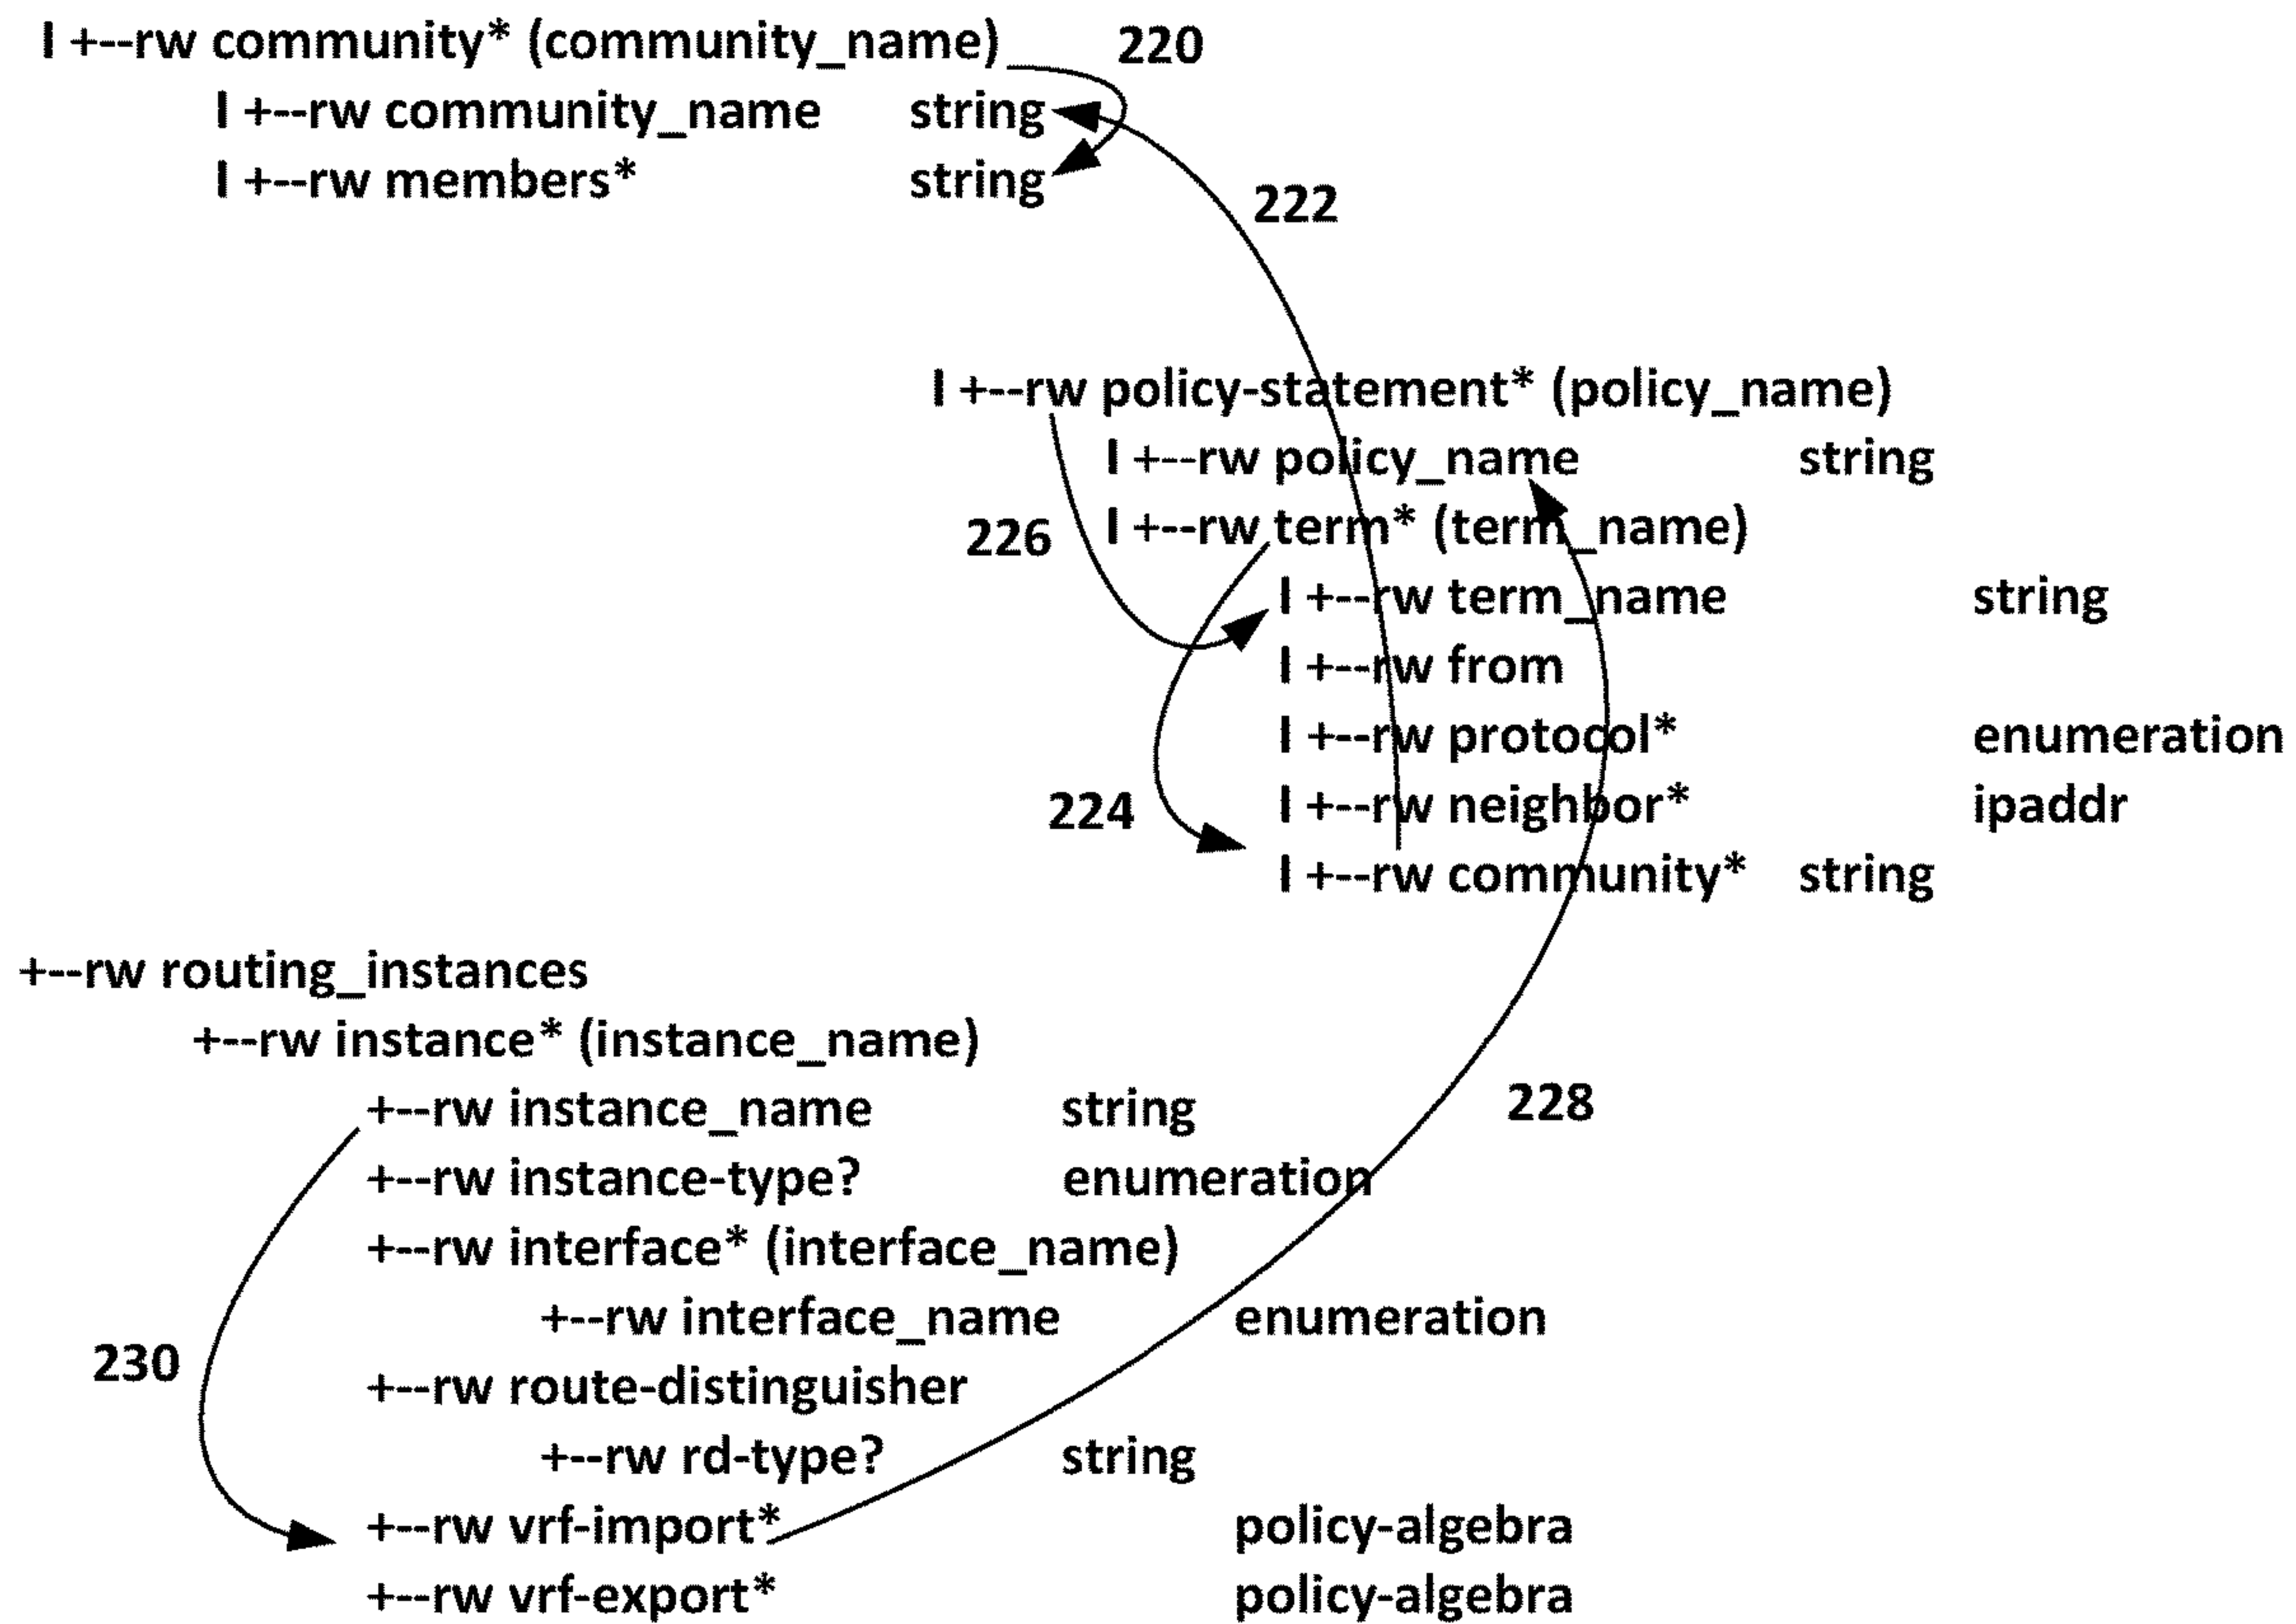 I +--rw community* (community_name) 220
I +--rw community_name string
I +--rw members* string
222
I +--rw policy-statement* (policy_name)
I +--rw policy_name string
226 I +--rw term* (term_name)
I +--rw term_name string
I +--rw from
I +--rw protocol* enumeration
224 I +--rw neighbor* ipaddr
I +--rw community* string
+--rw routing_instances
+--rw instance* (instance_name)
+--rw instance_name string 228
+--rw instance-type? enumeration
+--rw interface* (interface_name)
+--rw interface_name enumeration
230 +--rw route-distinguisher
+--rw rd-type? string
+--rw vrf-import* policy-algebra
+--rw vrf-export* policy-algebra